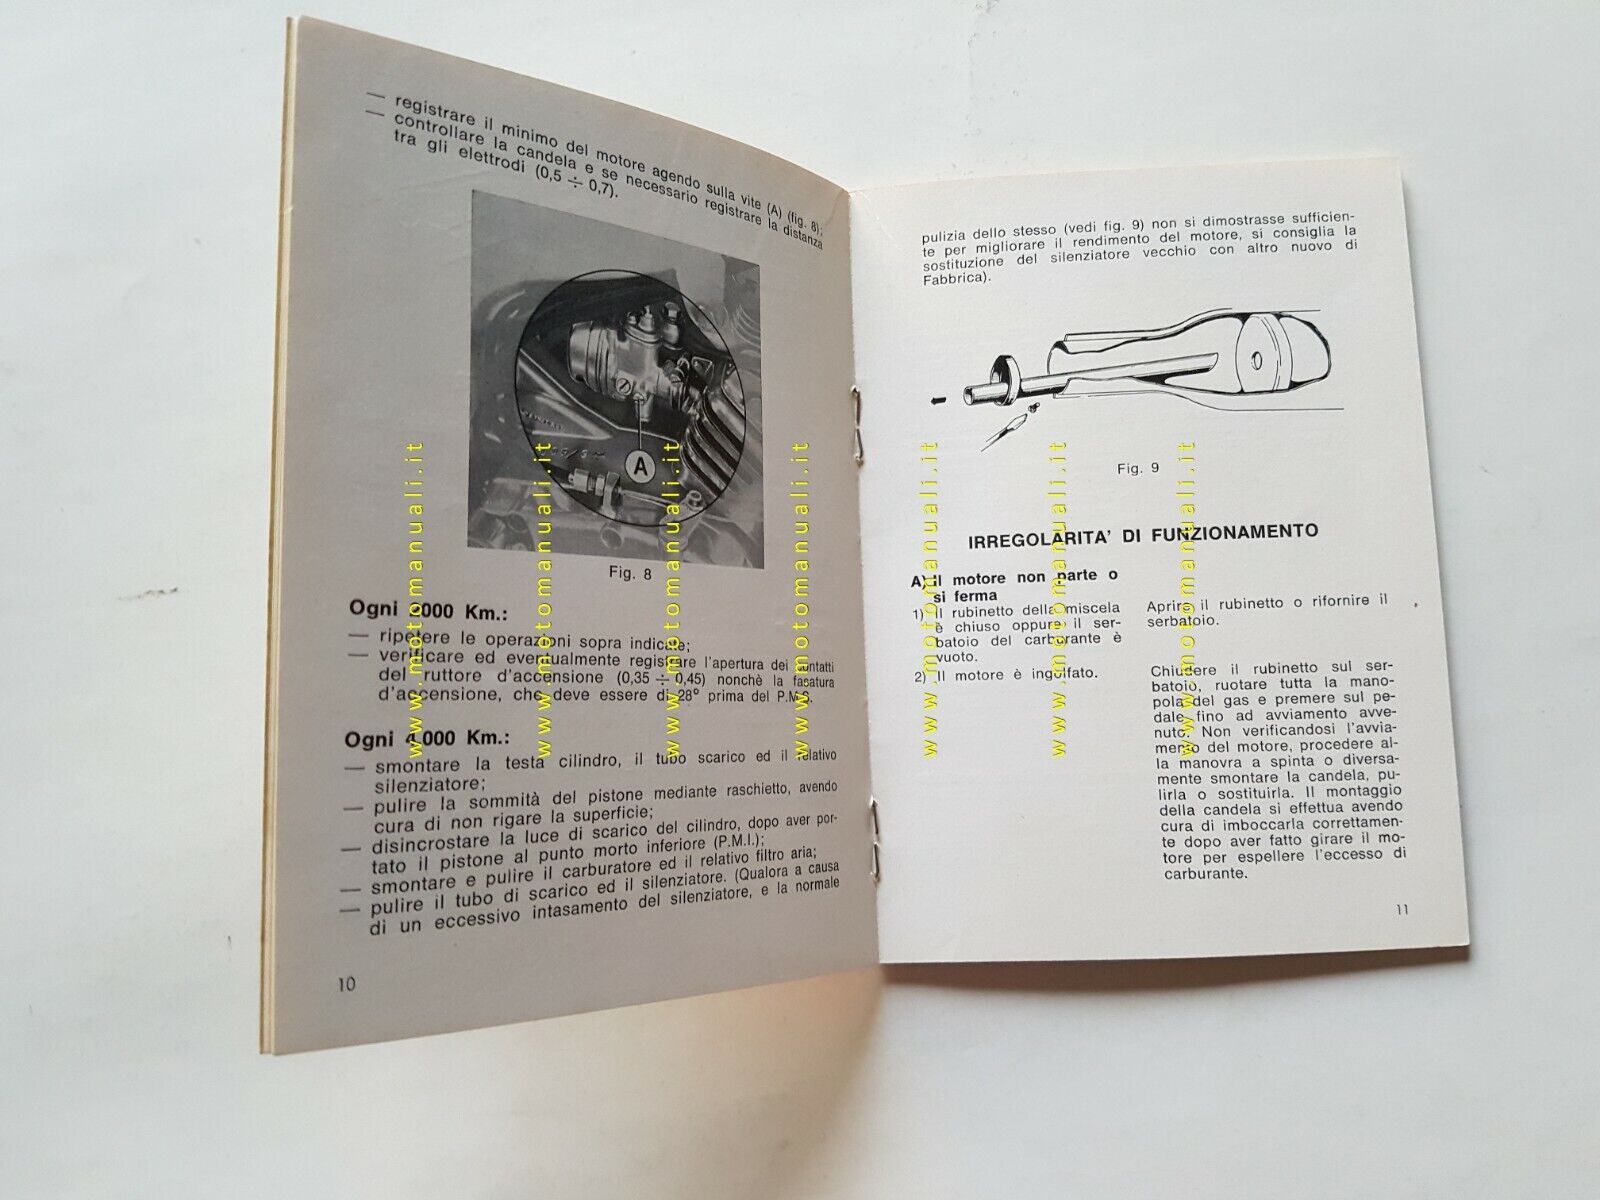 — registrare il minimo del motore agendo sulla vite (A) (fig. 8);
— controllare la candela e se necessario registrare la distanza
tra gli elettrodi (0,5 ÷ 0,7).
A
Fig. 8
Ogni 2000 Km.:
— ripetere le operazioni sopra indicate;
— verificare ed eventualmente registrare l'apertura dei contatti
del ruttore d'accensione (0,35 ÷ 0,45) nonchè la fasatura
d'accensione, che deve essere di 28° prima del P.M.S.
Ogni 4.000 Km.:
— smontare la testa cilindro, il tubo scarico ed il relativo
silenziatore;
— pulire la sommità del pistone mediante raschietto, avendo
cura di non rigare la superficie;
— disincrostare la luce di scarico del cilindro, dopo aver por-
tato il pistone al punto morto inferiore (P.M.I.);
— smontare e pulire il carburatore ed il relativo filtro aria;
— pulire il tubo di scarico ed il silenziatore. (Qualora a causa
di un eccessivo intasamento del silenziatore, e la normale
10
pulizia dello stesso (vedi fig. 9) non si dimostrasse sufficien-
te per migliorare il rendimento del motore, si consiglia la
sostituzione del silenziatore vecchio con altro nuovo di
Fabbrica).
Fig. 9
IRREGOLARITA' DI FUNZIONAMENTO
A) il motore non parte o
si ferma
1) Il rubinetto della miscela
è chiuso oppure il ser-
batoio del carburante è
vuoto.
2) Il motore è ingolfato.
Aprire il rubinetto o rifornire il
serbatoio.
Chiudere il rubinetto sul ser-
batoio, ruotare tutta la mano-
pola del gas e premere sul pe-
dale fino ad avviamento avve-
nuto. Non verificandosi l'avvia-
mento del motore, procedere al-
la manovra a spinta o diversa-
mente smontare la candela, pu-
lirla o sostituirla. Il montaggio
della candela si effettua avendo
cura di imboccarla correttamen-
te dopo aver fatto girare il mo-
tore per espellere l'eccesso di
carburante.
11
www.motomanuali.it
www.motomanuali.it
www.motomanuali.it
www.motomanuali.it
www.motomanuali.it
www.motomanuali.it
www.motomanuali.it